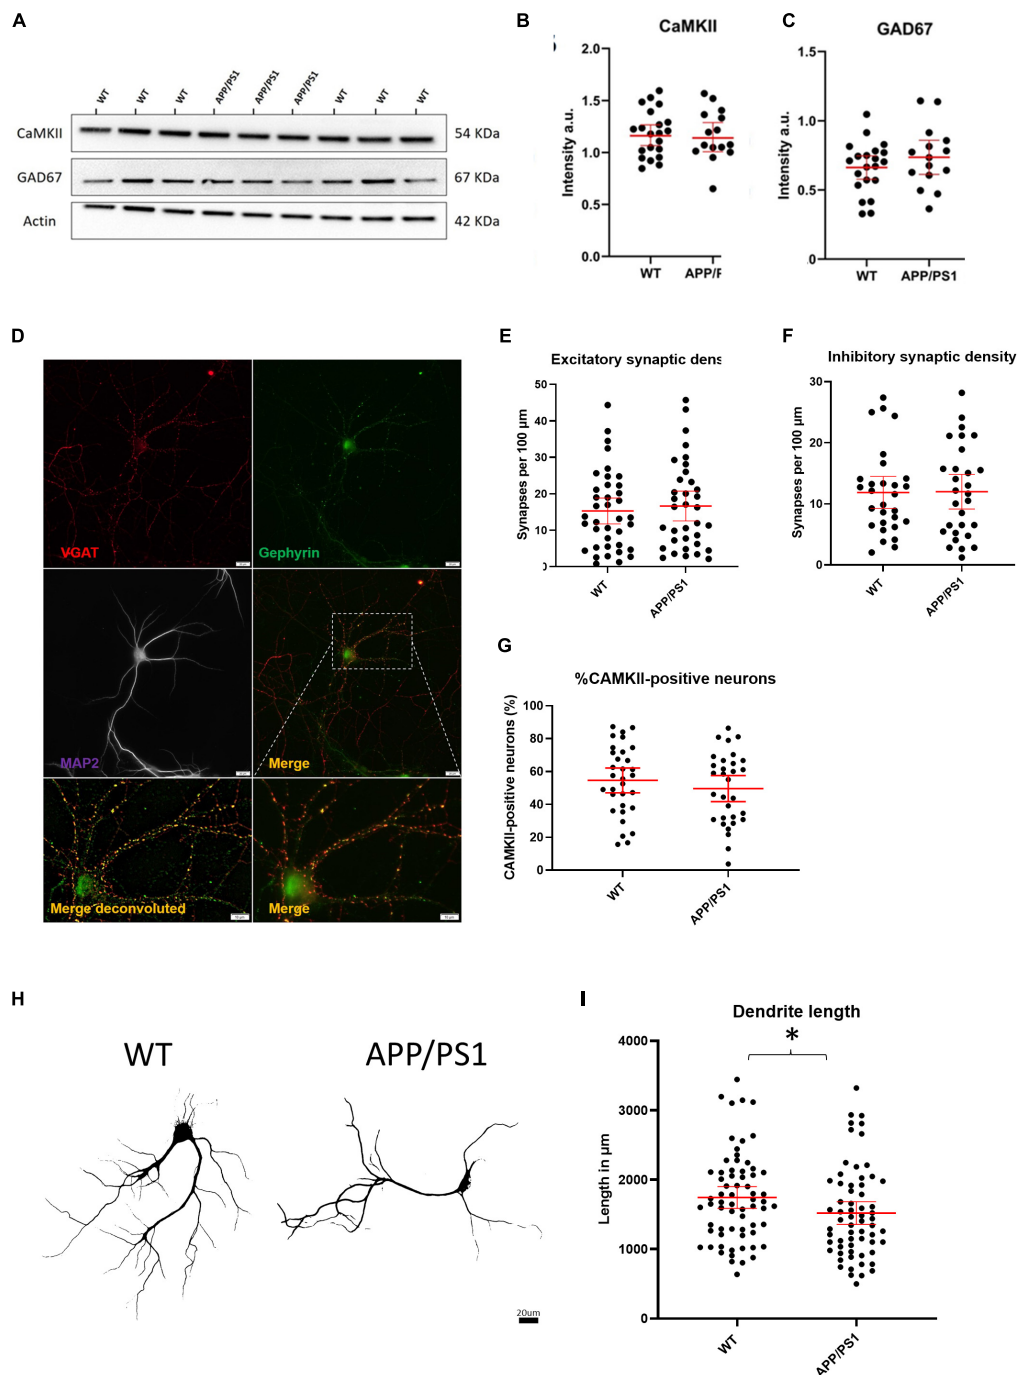 A
WT WT WT APP/PS1 APP/PS1 APP/PS1 WT WT WT
CaMKII 54 KDa
GAD67 67 KDa
Actin 42 KDa
B
CaMKII
2.0
1.5
1.0
0.5
0.0
Intensity a.u.
WT APP/F
C
GAD67
1.5
1.0
0.5
.0
Intensity a.u.
WT APP/PS1
D
VGAT
Gephyrin
MAP2
Merge
Merge deconvoluted
Merge
E
Excitatory synaptic dens
50
40
30
20
10
Synapses per 100 µm
WT APP/PS1
F
Inhibitory synaptic density
30
20
10
0
Synapses per 100 µm
WT APP/PS1
G
%CAMKII-positive neurons
100
80
60
40
20
0
CAMKII-positive neurons (%)
WT APP/PS1
H
WT APP/PS1
20um
I
Dendrite length
*
4000
3000
2000
1000
0
Length in µm
WT APP/PS1